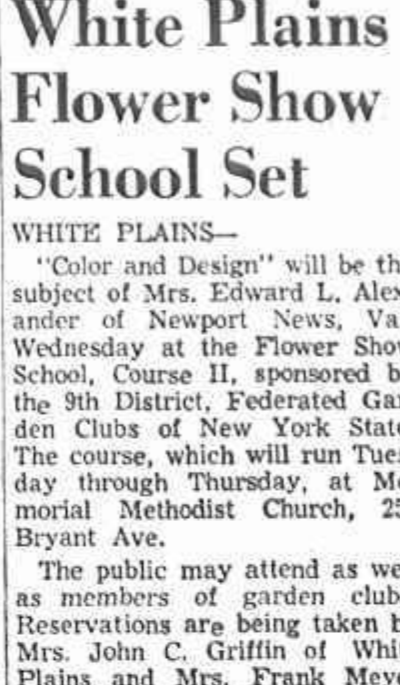 White Plains
Flower Show
School Set
WHITE PLAINS—
"Color and Design" will be th
subject of Mrs. Edward L. Alex
ander of Newport News, Va
Wednesday at the Flower Show
School, Course II, sponsored b
the 9th District, Federated Gar
den Clubs of New York State
The course, which will run Tues
day through Thursday, at Me
morial Methodist Church, 25
Bryant Ave.
The public may attend as we
as members of garden club
Reservations are being taken b
Mrs. John C. Griffin of Whit
Plains and Mrs. Frank Meye